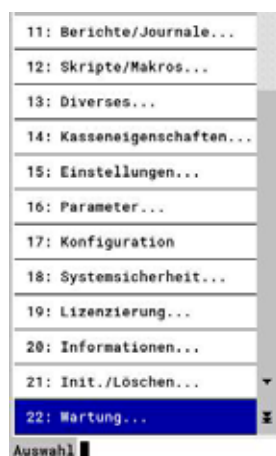 11: Berichte/Journale...
12: Skripte/Makros...
13: Diverses...
14: Kasseneigenschaften...
15: Einstellungen...
16: Parameter...
17: Konfiguration
18: Systemsicherheit...
19: Lizenzierung...
20: Informationen...
21: Init./Löschen...
22: Wartung...
Auswahl